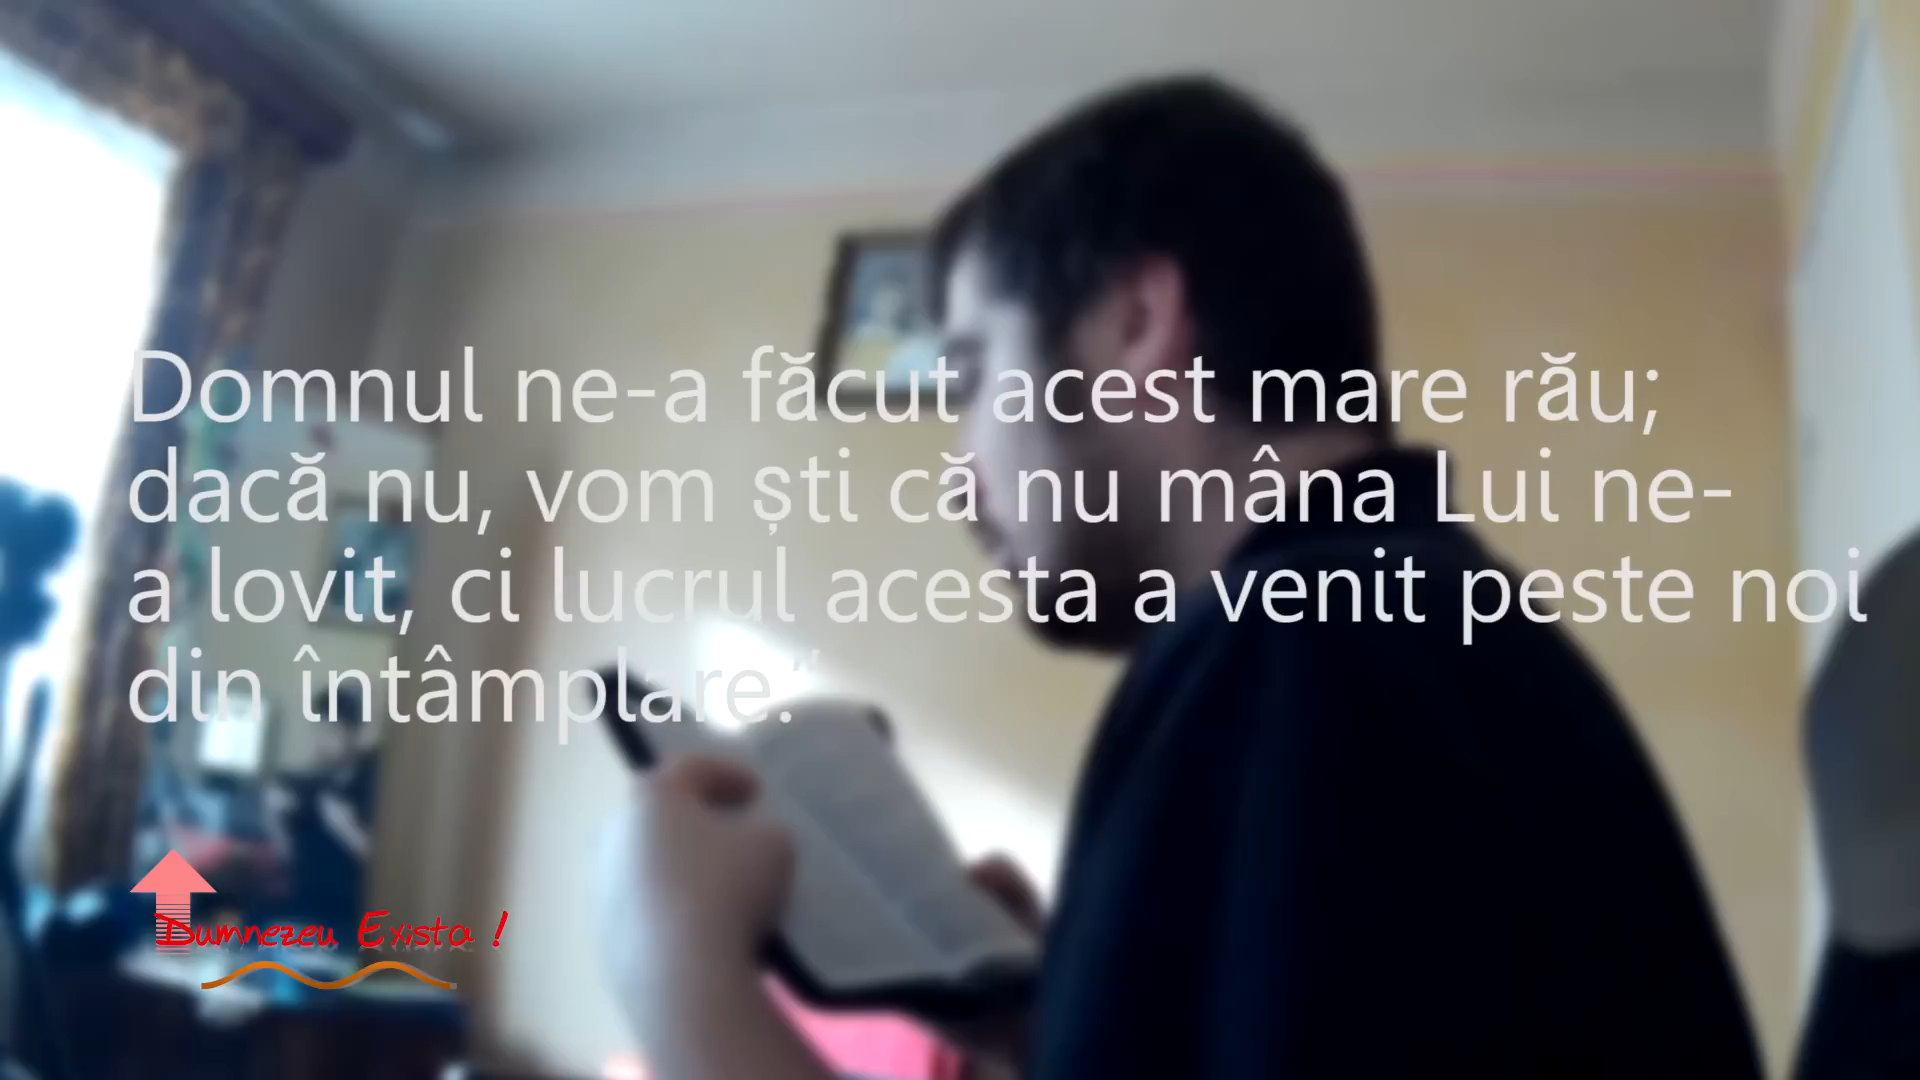 Domnul ne-a făcut acest mare rău;
dacă nu, vom ști că nu mâna Lui ne-
a lovit, ci lucrul acesta a venit peste noi
din întâmplare.”
Dumnezeu Exista !